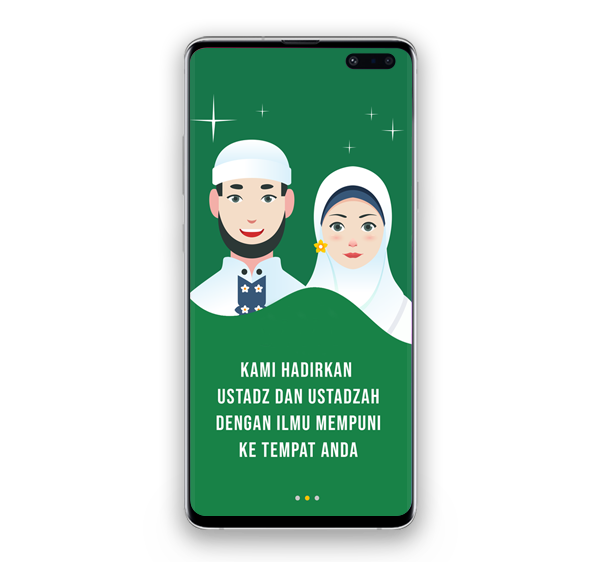 KAMI HADIRKAN
USTADZ DAN USTADZAH
DENGAN ILMU MEMPUNI
KE TEMPAT ANDA